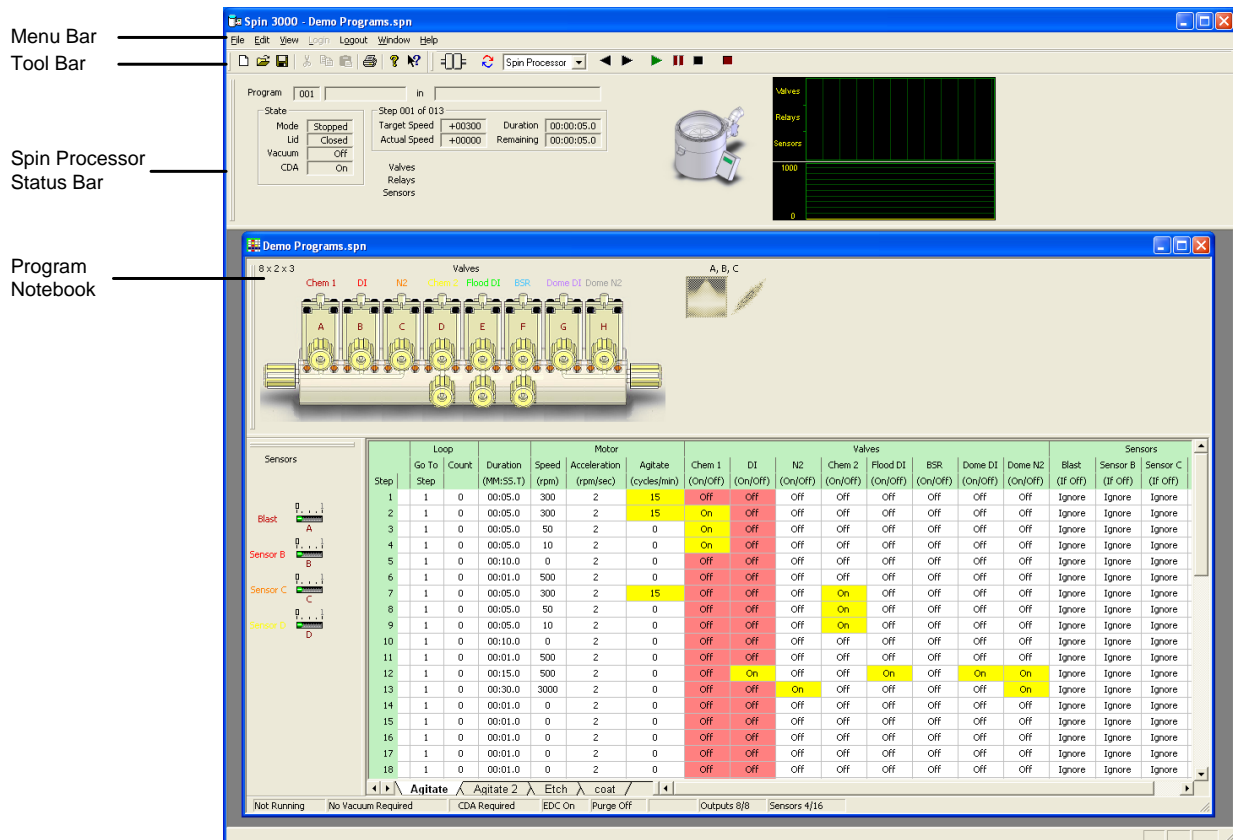 Menu Bar
Tool Bar
Spin Processor
Status Bar
Program
Notebook
Spin 3000 - Demo Programs.spn
File Edit View Login Logout Window Help
Spin Processor
Program 001 in
State
Mode Stopped
Lid Closed
Vacuum Off
CDA On
Step 001 of 013
Target Speed +00300 Duration 00:00:05.0
Actual Speed +00000 Remaining 00:00:05.0
Valves
Relays
Sensors
Valves
Relays
Sensors
1000
0
Demo Programs.spn
8 x 2 x 3 Valves A, B, C
Chem 1 DI N2 Chem 2 Flood DI BSR Dome DI Dome N2
A B C D E F G H
Sensors
Blast A
Sensor B B
Sensor C C
Sensor D D
Loop Motor Valves Sensors
Go To Count Duration Speed Acceleration Agitate Chem 1 DI N2 Chem 2 Flood DI BSR Dome DI Dome N2 Blast Sensor B Sensor C
Step Step (MM:SS.T) (rpm) (rpm/sec) (cycles/min) (On/Off) (On/Off) (On/Off) (On/Off) (On/Off) (On/Off) (On/Off) (On/Off) (If Off) (If Off) (If Off)
1 1 0 00:05.0 300 2 15 Off Off Off Off Off Off Off Off Ignore Ignore Ignore
2 1 0 00:05.0 300 2 15 On Off Off Off Off Off Off Off Ignore Ignore Ignore
3 1 0 00:05.0 50 2 0 On Off Off Off Off Off Off Off Ignore Ignore Ignore
4 1 0 00:05.0 10 2 0 On Off Off Off Off Off Off Off Ignore Ignore Ignore
5 1 0 00:10.0 0 2 0 Off Off Off Off Off Off Off Off Ignore Ignore Ignore
6 1 0 00:01.0 500 2 0 Off Off Off Off Off Off Off Off Ignore Ignore Ignore
7 1 0 00:05.0 300 2 15 Off Off Off On Off Off Off Off Ignore Ignore Ignore
8 1 0 00:05.0 50 2 0 Off Off Off On Off Off Off Off Ignore Ignore Ignore
9 1 0 00:05.0 10 2 0 Off Off Off On Off Off Off Off Ignore Ignore Ignore
10 1 0 00:10.0 0 2 0 Off Off Off Off Off Off Off Off Ignore Ignore Ignore
11 1 0 00:01.0 500 2 0 Off Off Off Off Off Off Off Off Ignore Ignore Ignore
12 1 0 00:15.0 500 2 0 Off On Off Off On Off On On Ignore Ignore Ignore
13 1 0 00:30.0 3000 2 0 Off Off On Off Off Off Off On Ignore Ignore Ignore
14 1 0 00:01.0 0 2 0 Off Off Off Off Off Off Off Off Ignore Ignore Ignore
15 1 0 00:01.0 0 2 0 Off Off Off Off Off Off Off Off Ignore Ignore Ignore
16 1 0 00:01.0 0 2 0 Off Off Off Off Off Off Off Off Ignore Ignore Ignore
17 1 0 00:01.0 0 2 0 Off Off Off Off Off Off Off Off Ignore Ignore Ignore
18 1 0 00:01.0 0 2 0 Off Off Off Off Off Off Off Off Ignore Ignore Ignore
Agitate Agitate 2 Etch coat
Not Running No Vacuum Required CDA Required EDC On Purge Off Outputs 8/8 Sensors 4/16